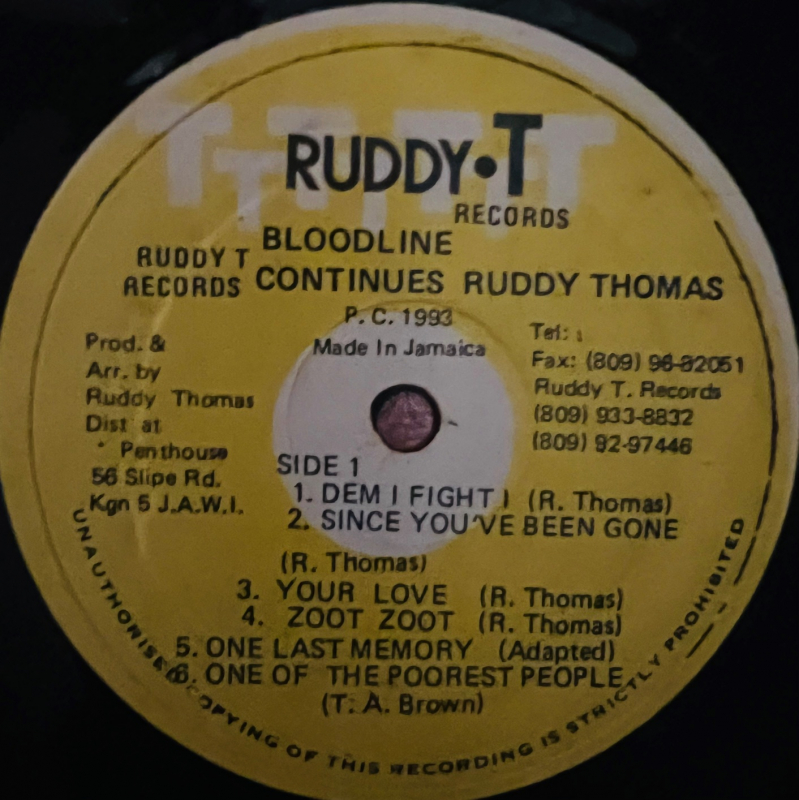 RUDDY•T
RECORDS
RUDDY T
RECORDS
BLOODLINE
CONTINUES RUDDY THOMAS
P. C. 1993
Made In Jamaica
Prod. &
Arr. by
Ruddy Thomas
Dist at
Penthouse
56 Slipe Rd.
Kgn 5 J.A.W.I.
Tel:
Fax: (809) 96-82051
Ruddy T. Records
(809) 933-8832
(809) 92-97446
SIDE 1
1. DEM I FIGHT I (R. Thomas)
2. SINCE YOU'VE BEEN GONE
(R. Thomas)
3. YOUR LOVE (R. Thomas)
4. ZOOT ZOOT (R. Thomas)
5. ONE LAST MEMORY (Adapted)
6. ONE OF THE POOREST PEOPLE
(T. A. Brown)
UNAUTHORISED COPYING OF THIS RECORDING IS STRICTLY PROHIBITED